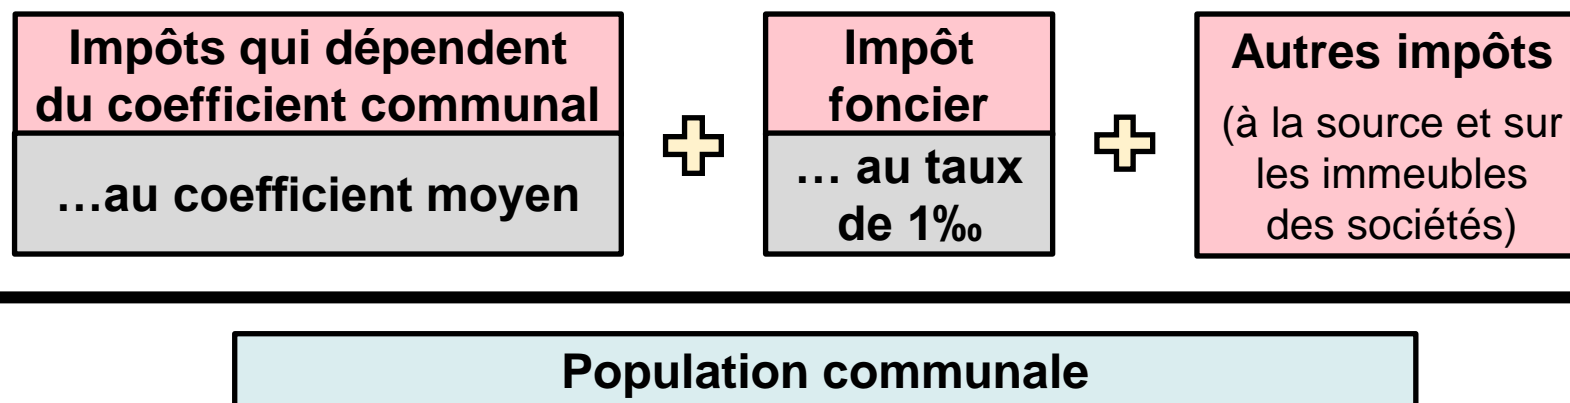 Impôts qui dépendent
du coefficient communal
…au coefficient moyen
Impôt
foncier
… au taux
de 1‰
Autres impôts
(à la source et sur
les immeubles
des sociétés)
Population communale